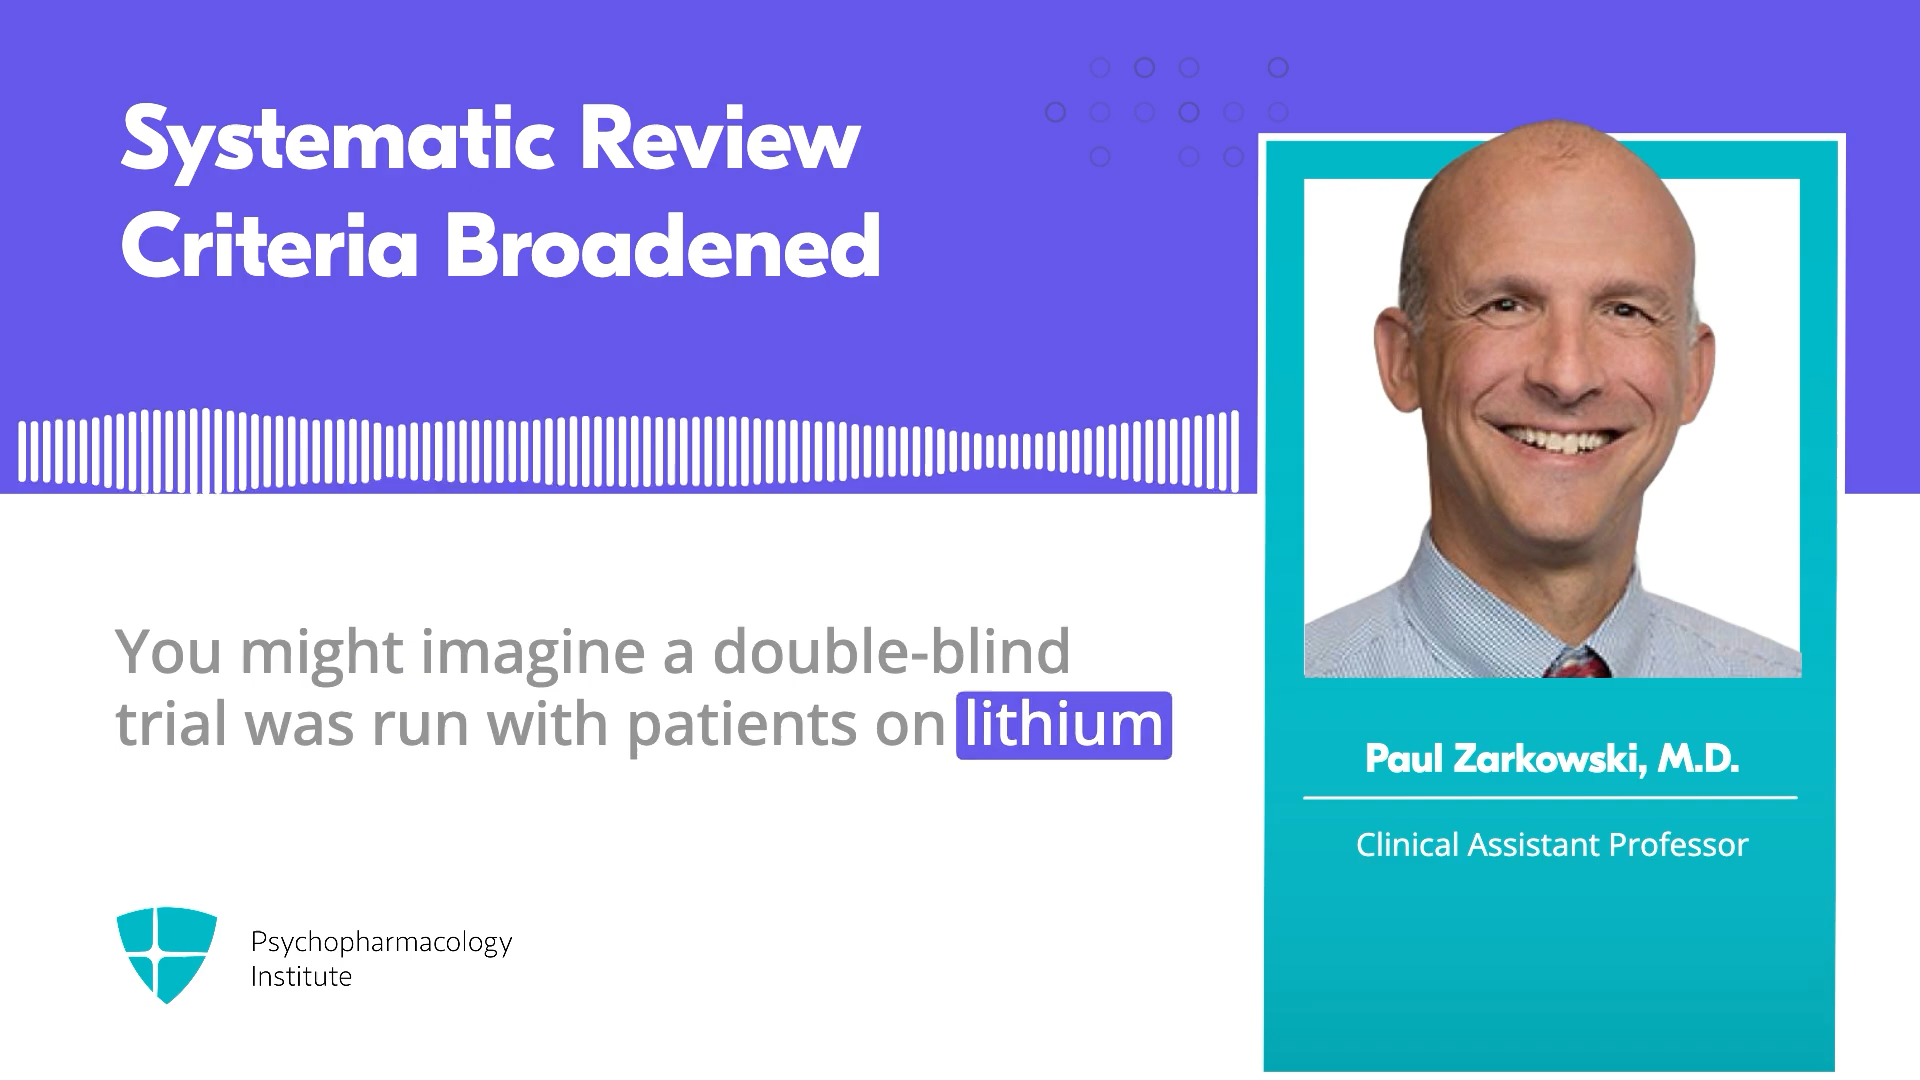 Systematic Review
Criteria Broadened
You might imagine a double-blind
trial was run with patients on lithium
Paul Zarkowski, M.D.
Clinical Assistant Professor
Psychopharmacology
Institute